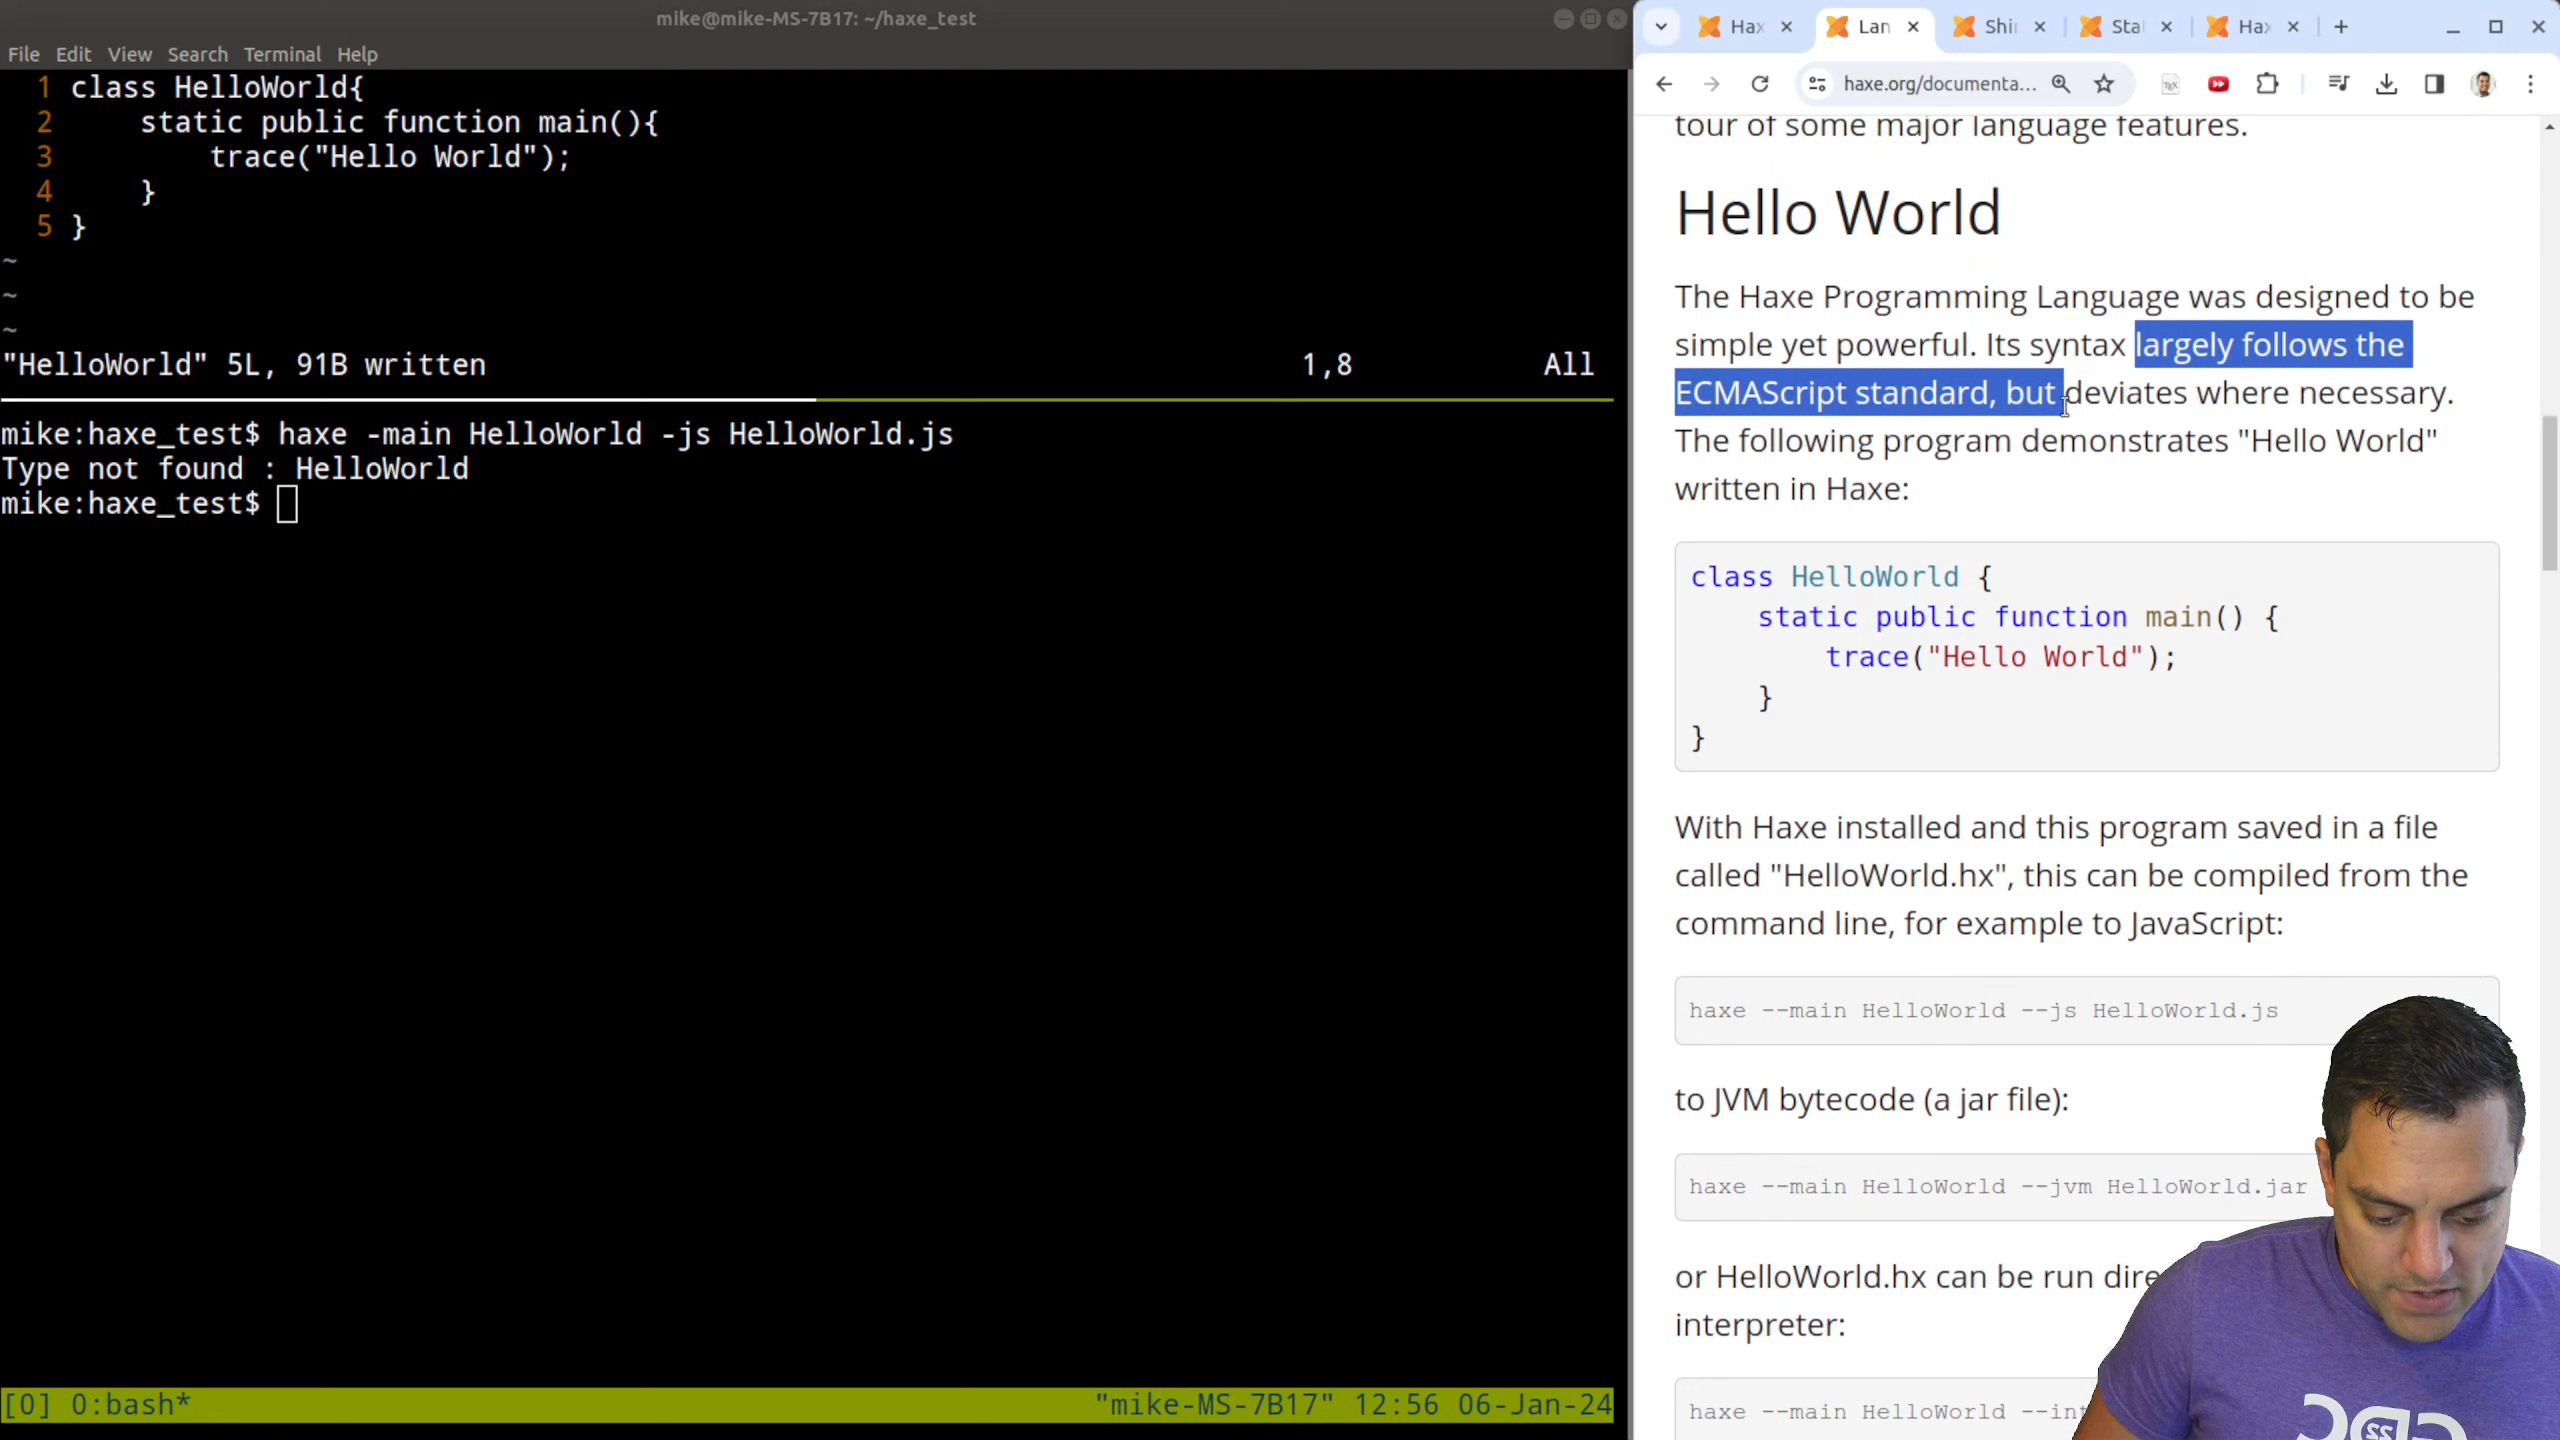 mike@mike-MS-7B17: ~/haxe_test
File Edit View Search Terminal Help
1 class HelloWorld{
2     static public function main(){
3         trace("Hello World");
4     }
5 }
~
~
~
"HelloWorld" 5L, 91B written 1,8 All
mike:haxe_test$ haxe -main HelloWorld -js HelloWorld.js
Type not found : HelloWorld
mike:haxe_test$
[0] 0:bash* "mike-MS-7B17" 12:56 06-Jan-24
Hax Lan Shi Sta Hax
haxe.org/documenta...
tour of some major language features.
Hello World
The Haxe Programming Language was designed to be
simple yet powerful. Its syntax largely follows the
ECMAScript standard, but deviates where necessary.
The following program demonstrates "Hello World"
written in Haxe:
class HelloWorld {
    static public function main() {
        trace("Hello World");
    }
}
With Haxe installed and this program saved in a file
called "HelloWorld.hx", this can be compiled from the
command line, for example to JavaScript:
haxe --main HelloWorld --js HelloWorld.js
to JVM bytecode (a jar file):
haxe --main HelloWorld --jvm HelloWorld.jar
or HelloWorld.hx can be run dire
interpreter:
haxe --main HelloWorld --int